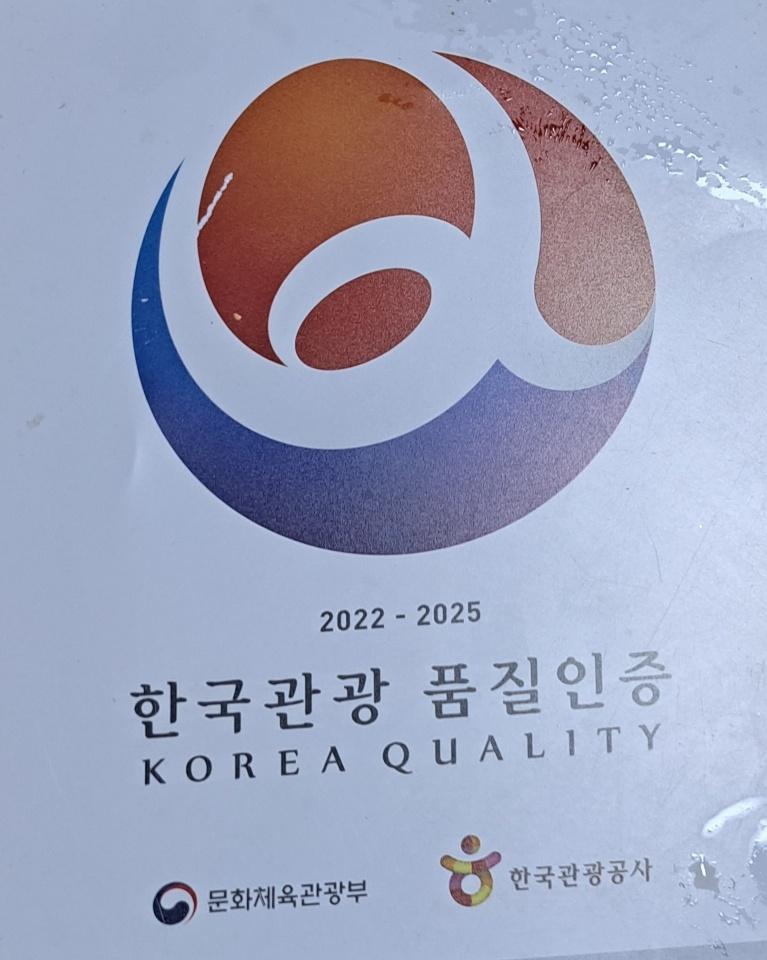 2022 - 2025
한국관광 품질인증
KOREA QUALITY
문화체육관광부
한국관광공사